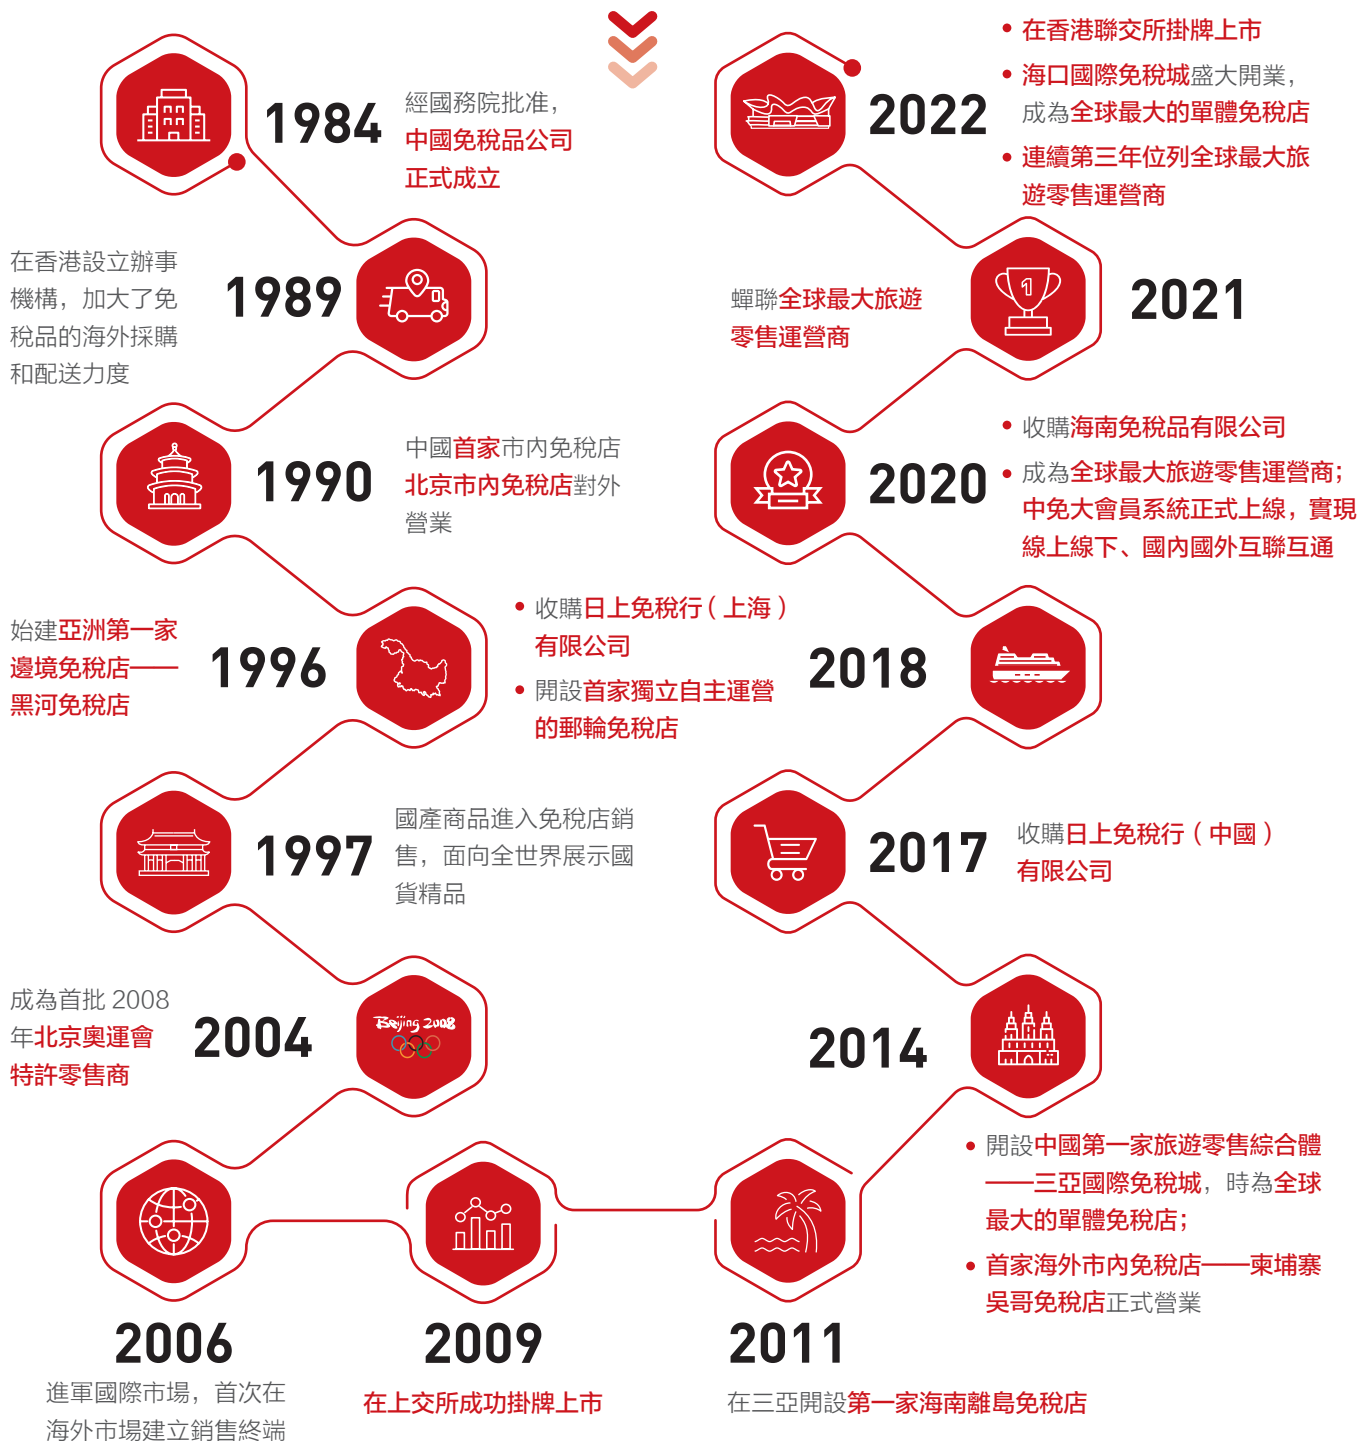 1984
經國務院批准，
中國免稅品公司
正式成立
在香港設立辦事
機構，加大了免
稅品的海外採購
和配送力度
1989
1990
中國首家市內免稅店
北京市內免稅店對外
營業
始建亞洲第一家
邊境免稅店——
黑河免稅店
1996
1997
國產商品進入免稅店銷
售，面向全世界展示國
貨精品
成為首批 2008
年北京奧運會
特許零售商
2004
Beijing 2008
2006
進軍國際市場，首次在
海外市場建立銷售終端
2009
在上交所成功掛牌上市
2011
在三亞開設第一家海南離島免稅店
2014
• 開設中國第一家旅遊零售綜合體
——三亞國際免稅城，時為全球
最大的單體免稅店；
• 首家海外市內免稅店——柬埔寨
吳哥免稅店正式營業
2017
收購日上免稅行（中國）
有限公司
• 收購日上免稅行（上海）
有限公司
• 開設首家獨立自主運營
的郵輪免稅店
2018
2020
• 收購海南免稅品有限公司
• 成為全球最大旅遊零售運營商；
中免大會員系統正式上線，實現
線上線下、國內國外互聯互通
蟬聯全球最大旅遊
零售運營商
1
2021
2022
• 在香港聯交所掛牌上市
• 海口國際免稅城盛大開業，
成為全球最大的單體免稅店
• 連續第三年位列全球最大旅
遊零售運營商